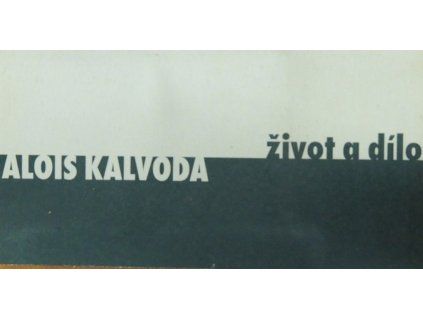 život a dílo
ALOIS KALVODA